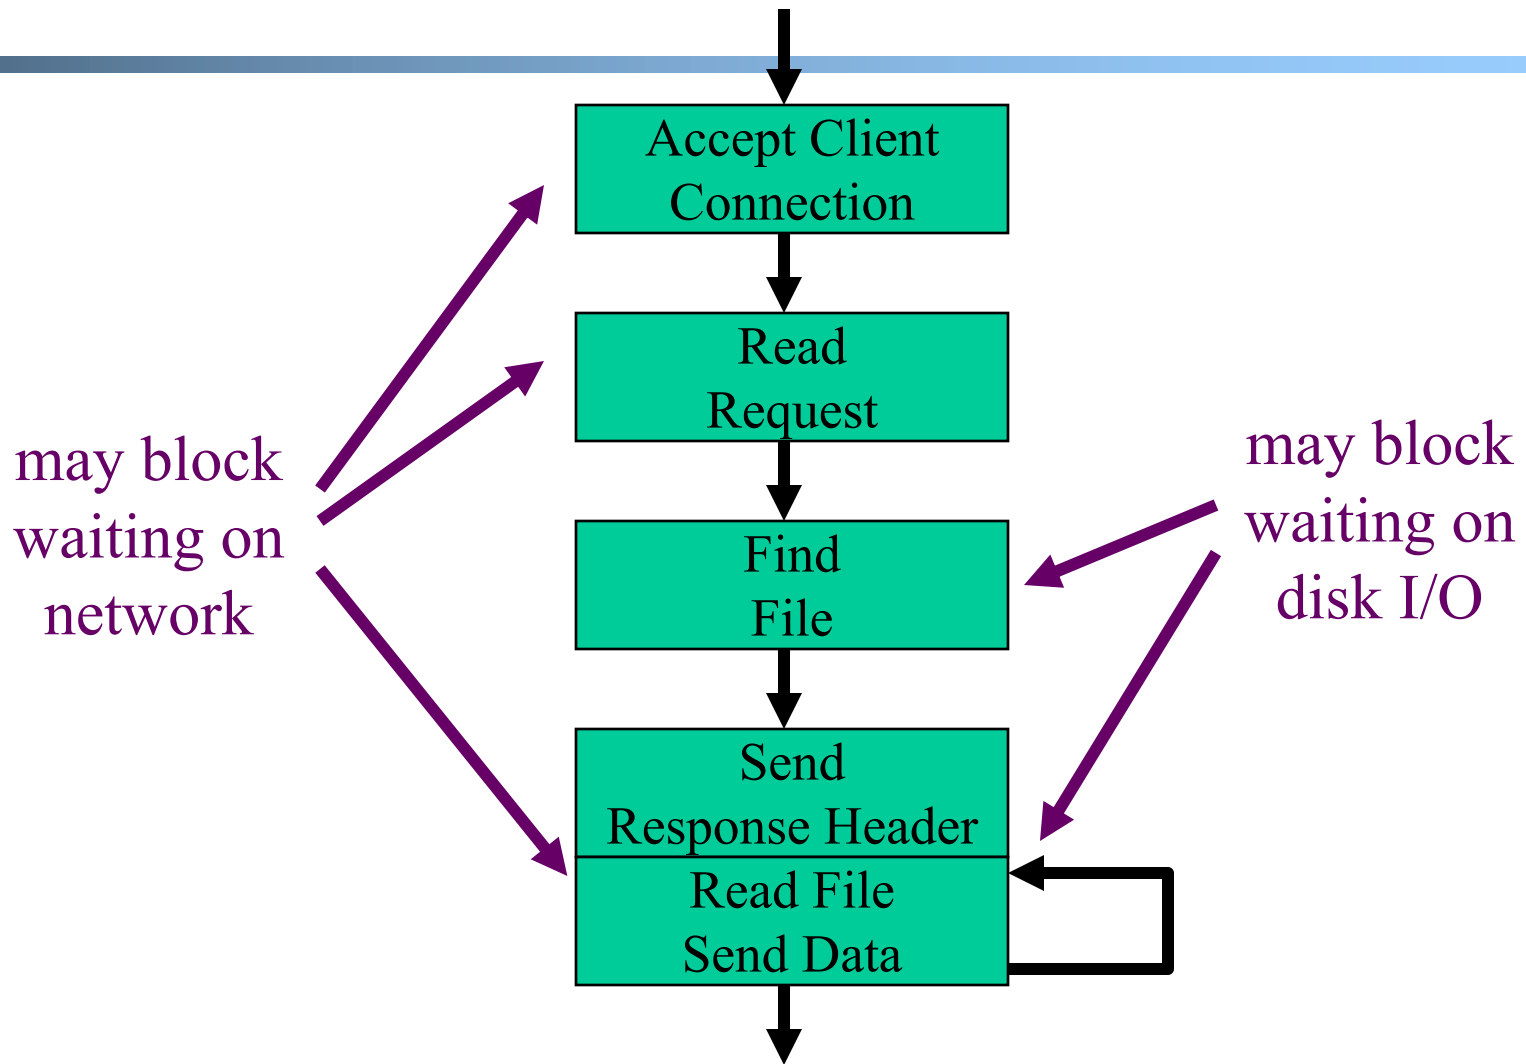 Accept Client
Connection
Read
Request
may block
waiting on
network
may block
waiting on
disk I/O
Find
File
Send
Response Header
Read File
Send Data